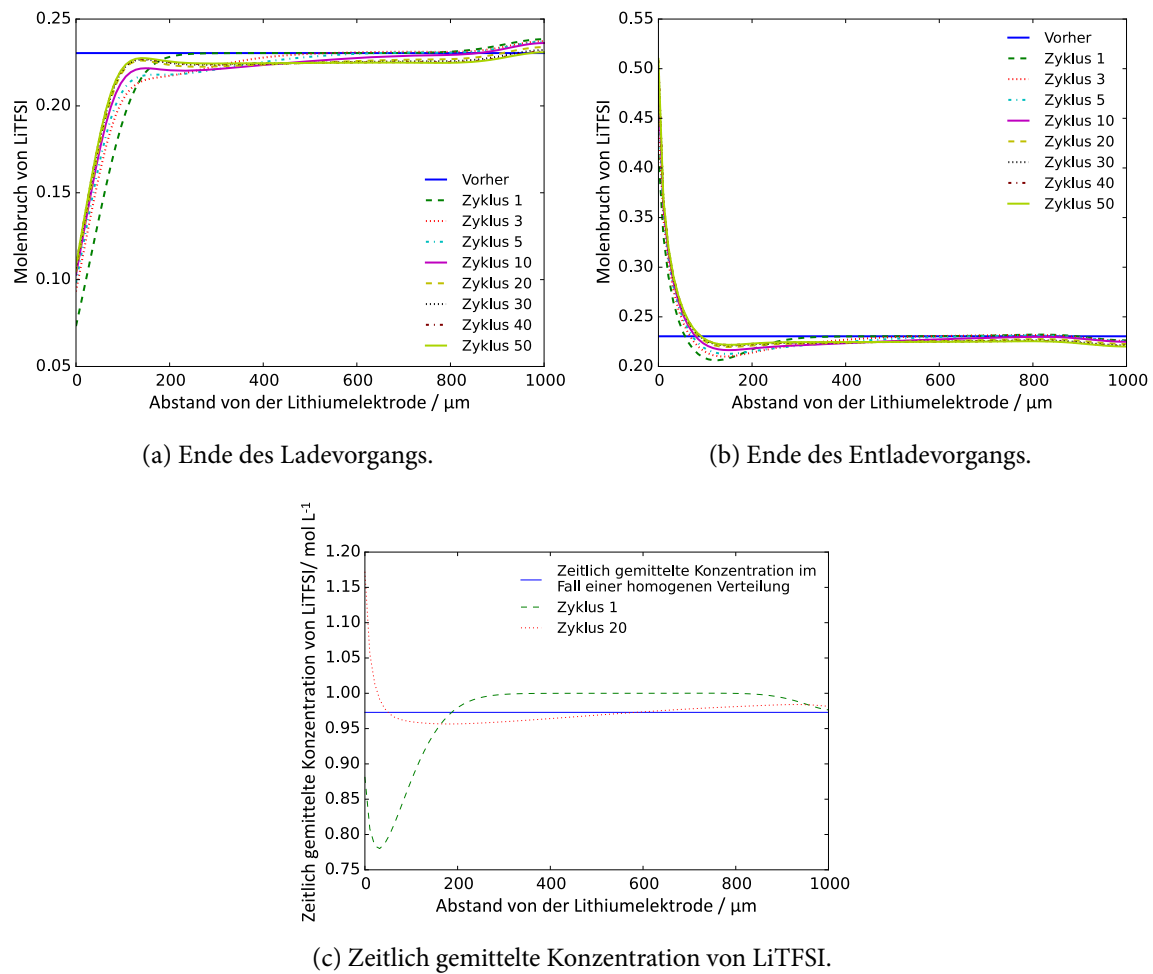 0.25
0.20
0.15
0.10
0.05
Molenbruch von LiTFSI
Vorher
Zyklus 1
Zyklus 3
Zyklus 5
Zyklus 10
Zyklus 20
Zyklus 30
Zyklus 40
Zyklus 50
0 200 400 600 800 1000
Abstand von der Lithiumelektrode / µm
(a) Ende des Ladevorgangs.
0.55
0.50
0.45
0.40
0.35
0.30
0.25
0.20
Molenbruch von LiTFSI
Vorher
Zyklus 1
Zyklus 3
Zyklus 5
Zyklus 10
Zyklus 20
Zyklus 30
Zyklus 40
Zyklus 50
0 200 400 600 800 1000
Abstand von der Lithiumelektrode / µm
(b) Ende des Entladevorgangs.
Zeitlich gemittelte Konzentration von LiTFSI/ mol L⁻¹
1.20
1.15
1.10
1.05
1.00
0.95
0.90
0.85
0.80
0.75
Zeitlich gemittelte Konzentration im
Fall einer homogenen Verteilung
Zyklus 1
Zyklus 20
0 200 400 600 800 1000
Abstand von der Lithiumelektrode / µm
(c) Zeitlich gemittelte Konzentration von LiTFSI.